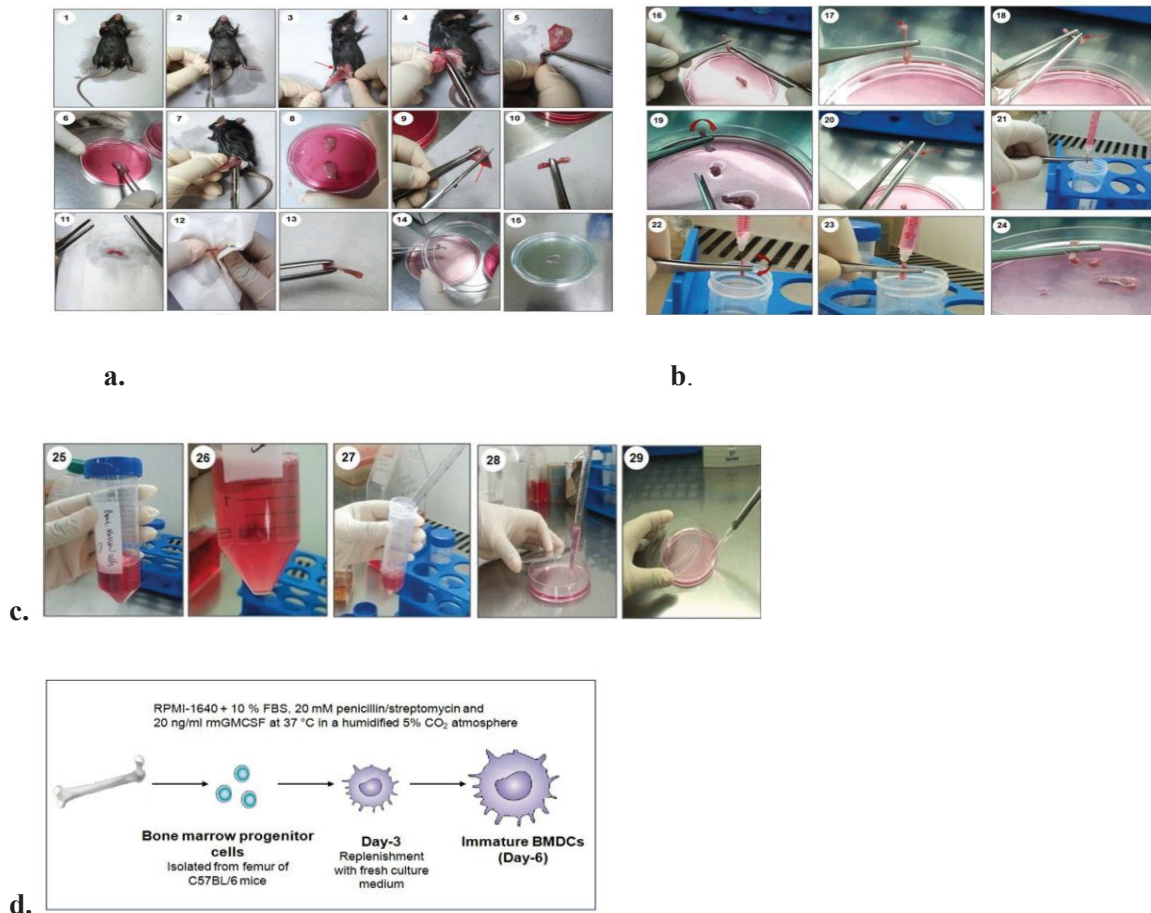 1 2 3 4 5
6 7 8 9 10
11 12 13 14 15
16 17 18
19 20 21
22 23 24
a. b.
25 26 27 28 29
c.
RPMI-1640 + 10 % FBS, 20 mM penicillin/streptomycin and
20 ng/ml rmGMCSF at 37 °C in a humidified 5% CO₂ atmosphere
Bone marrow progenitor
cells
Isolated from femur of
C57BL/6 mice
Day-3
Replenishment
with fresh culture
medium
Immature BMDCs
(Day-6)
d.